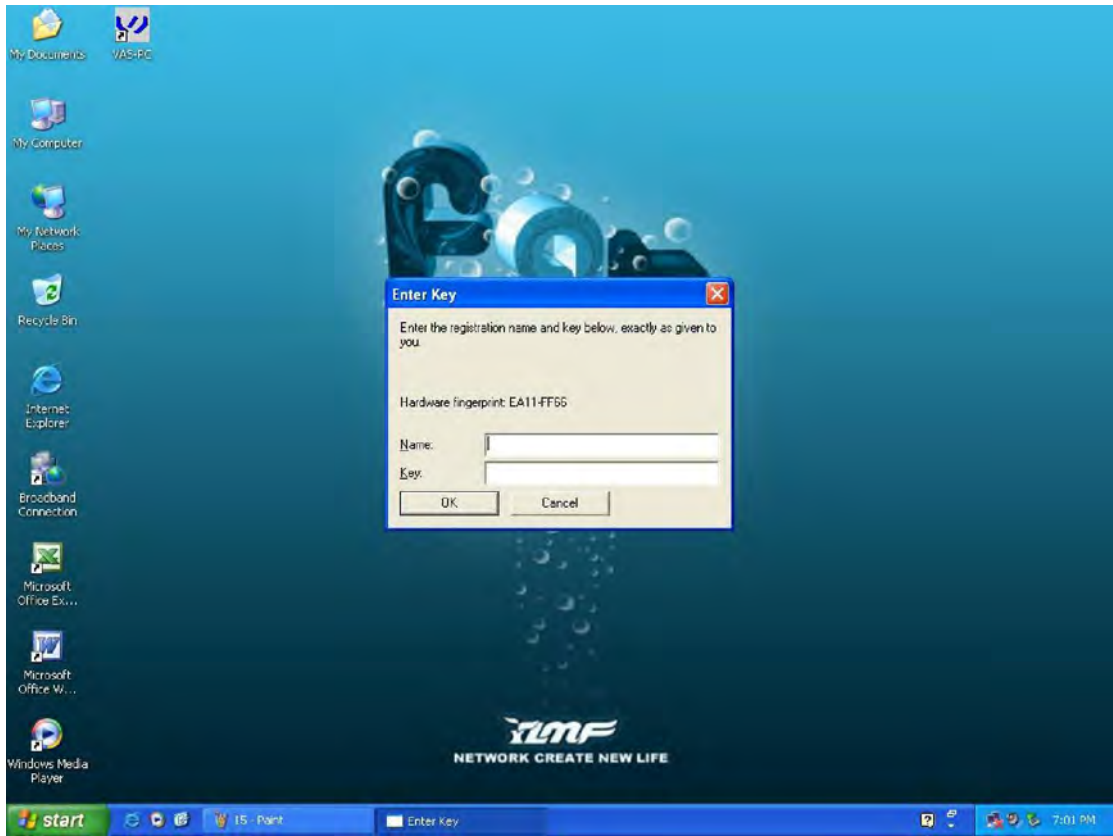 My Documents
VAS-PC
My Computer
My Network
Places
Recycle Bin
Internet
Explorer
Broadband
Connection
Microsoft
Office Ex...
Microsoft
Office W...
Windows Media
Player
For
Enter Key
Enter the registration name and key below, exactly as given to
you.
Hardware fingerprint: EA11-FF66
Name:
Key:
OK
Cancel
YLMF
NETWORK CREATE NEW LIFE
start
15 - Paint
Enter Key
7:01 PM